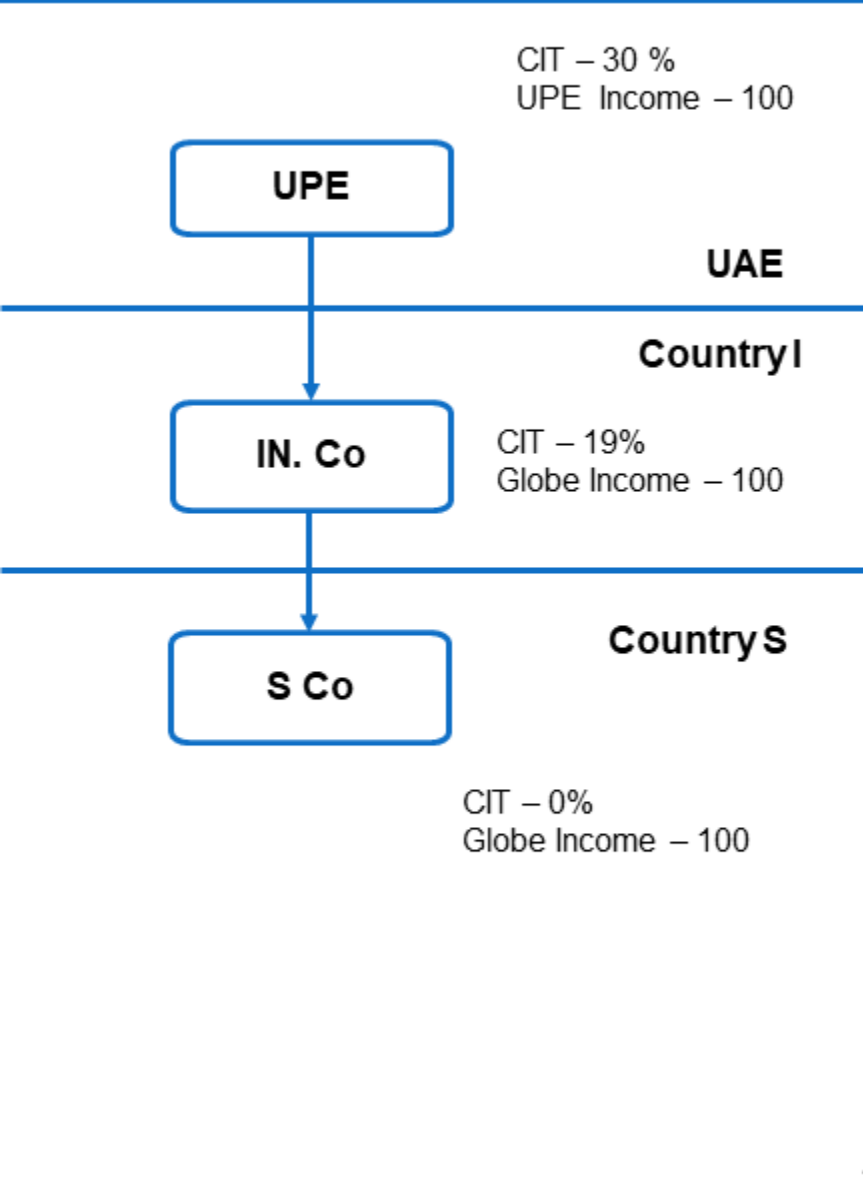 CIT – 30 %
UPE Income – 100
UPE
UAE
Country I
IN. Co
CIT – 19%
Globe Income – 100
Country S
S Co
CIT – 0%
Globe Income – 100